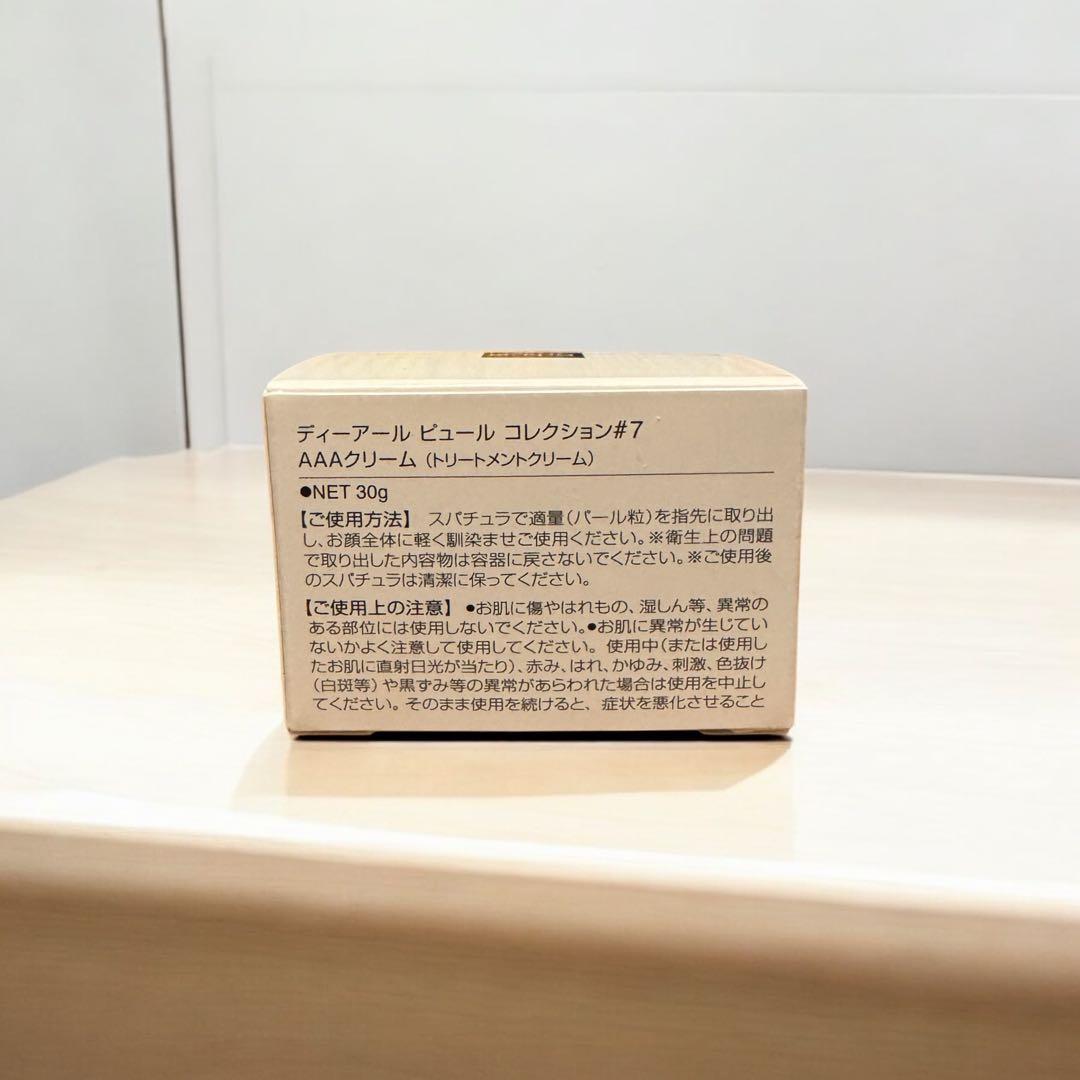 ディーアール ピュール コレクション#7
AAAクリーム（トリートメントクリーム）
●NET 30g
【ご使用方法】 スパチュラで適量（パール粒）を指先に取り出
し、お顔全体に軽く馴染ませご使用ください。※衛生上の問題
で取り出した内容物は容器に戻さないでください。※ご使用後
のスパチュラは清潔に保ってください。
【ご使用上の注意】 ●お肌に傷やはれもの、湿しん等、異常の
ある部位には使用しないでください。●お肌に異常が生じてい
ないかよく注意して使用してください。使用中（または使用し
たお肌に直射日光が当たり）、赤み、はれ、かゆみ、刺激、色抜け
（白斑等）や黒ずみ等の異常があらわれた場合は使用を中止し
てください。そのまま使用を続けると、症状を悪化させること